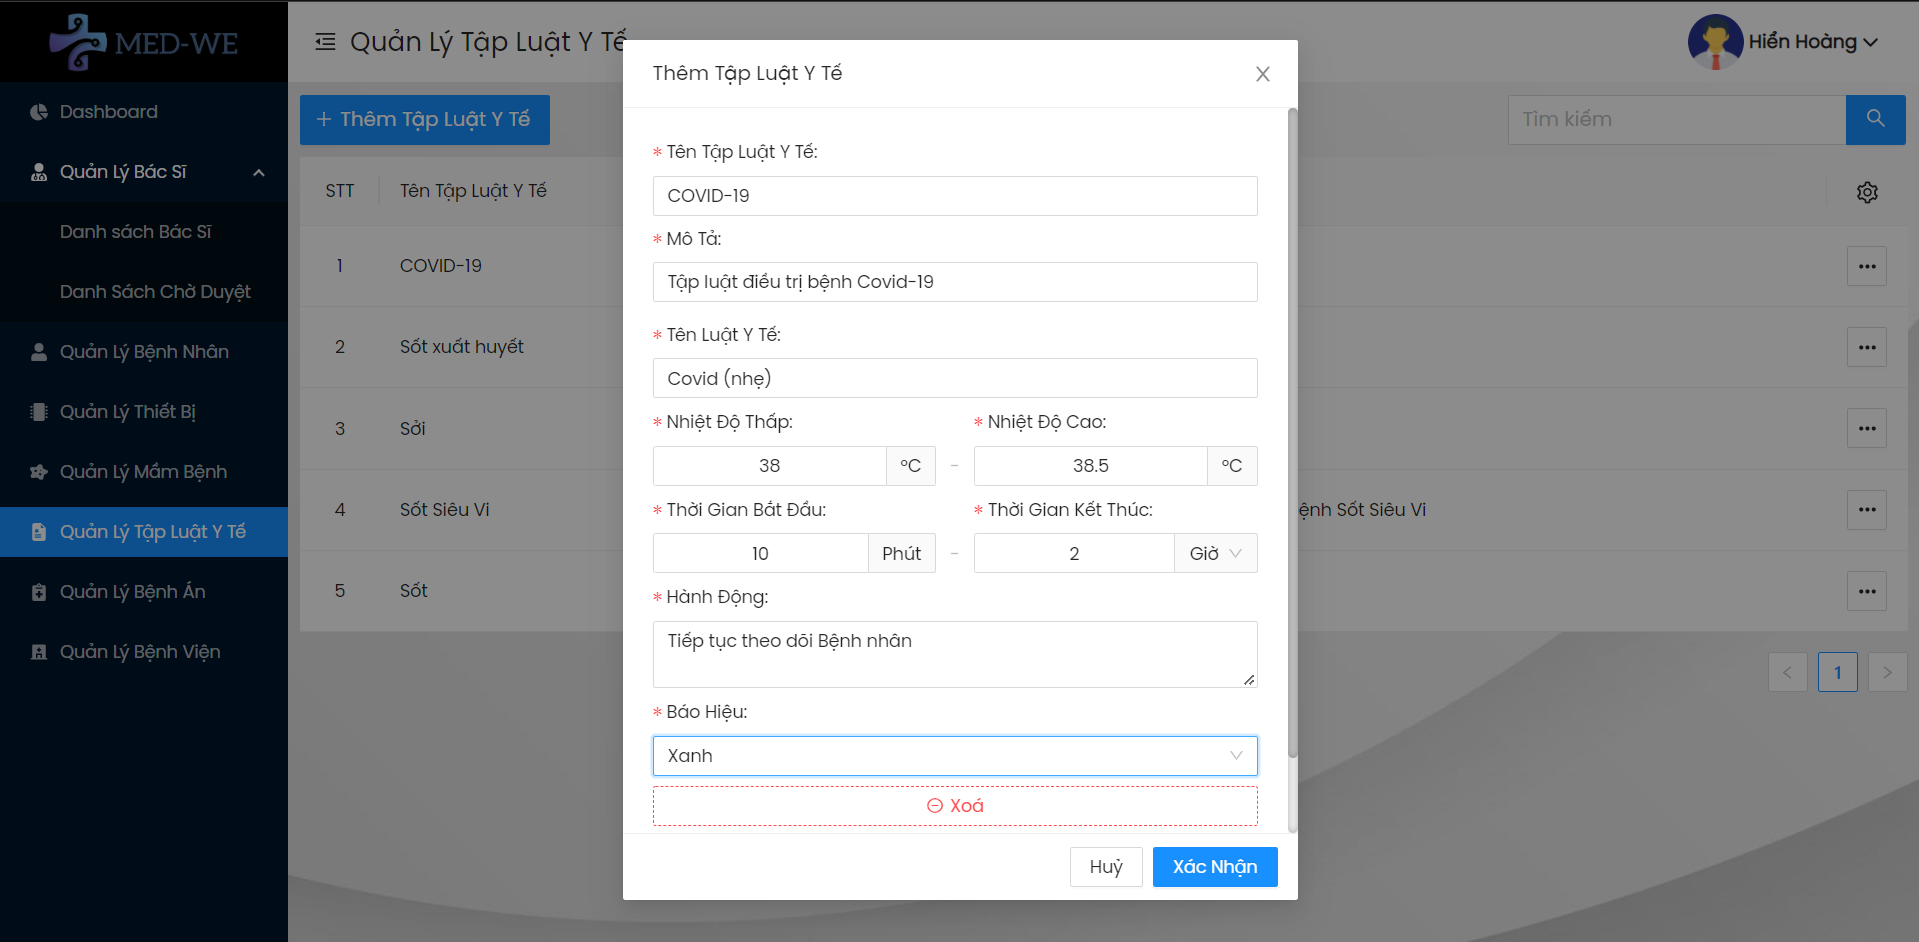 MED-WE
Dashboard
Quản Lý Bác Sĩ
Danh sách Bác Sĩ
Danh Sách Chờ Duyệt
Quản Lý Bệnh Nhân
Quản Lý Thiết Bị
Quản Lý Mầm Bệnh
Quản Lý Tập Luật Y Tế
Quản Lý Bệnh Án
Quản Lý Bệnh Viện
Quản Lý Tập Luật Y Tế
Hiển Hoàng
+ Thêm Tập Luật Y Tế
Tìm kiếm
STT Tên Tập Luật Y Tế
1 COVID-19
2 Sốt xuất huyết
3 Sởi
4 Sốt Siêu Vi ệnh Sốt Siêu Vi
5 Sốt
< 1 >
Thêm Tập Luật Y Tế
* Tên Tập Luật Y Tế:
COVID-19
* Mô Tả:
Tập luật điều trị bệnh Covid-19
* Tên Luật Y Tế:
Covid (nhẹ)
* Nhiệt Độ Thấp: * Nhiệt Độ Cao:
38 °C - 38.5 °C
* Thời Gian Bắt Đầu: * Thời Gian Kết Thúc:
10 Phút - 2 Giờ
* Hành Động:
Tiếp tục theo dõi Bệnh nhân
* Báo Hiệu:
Xanh
Xoá
Huỷ Xác Nhận